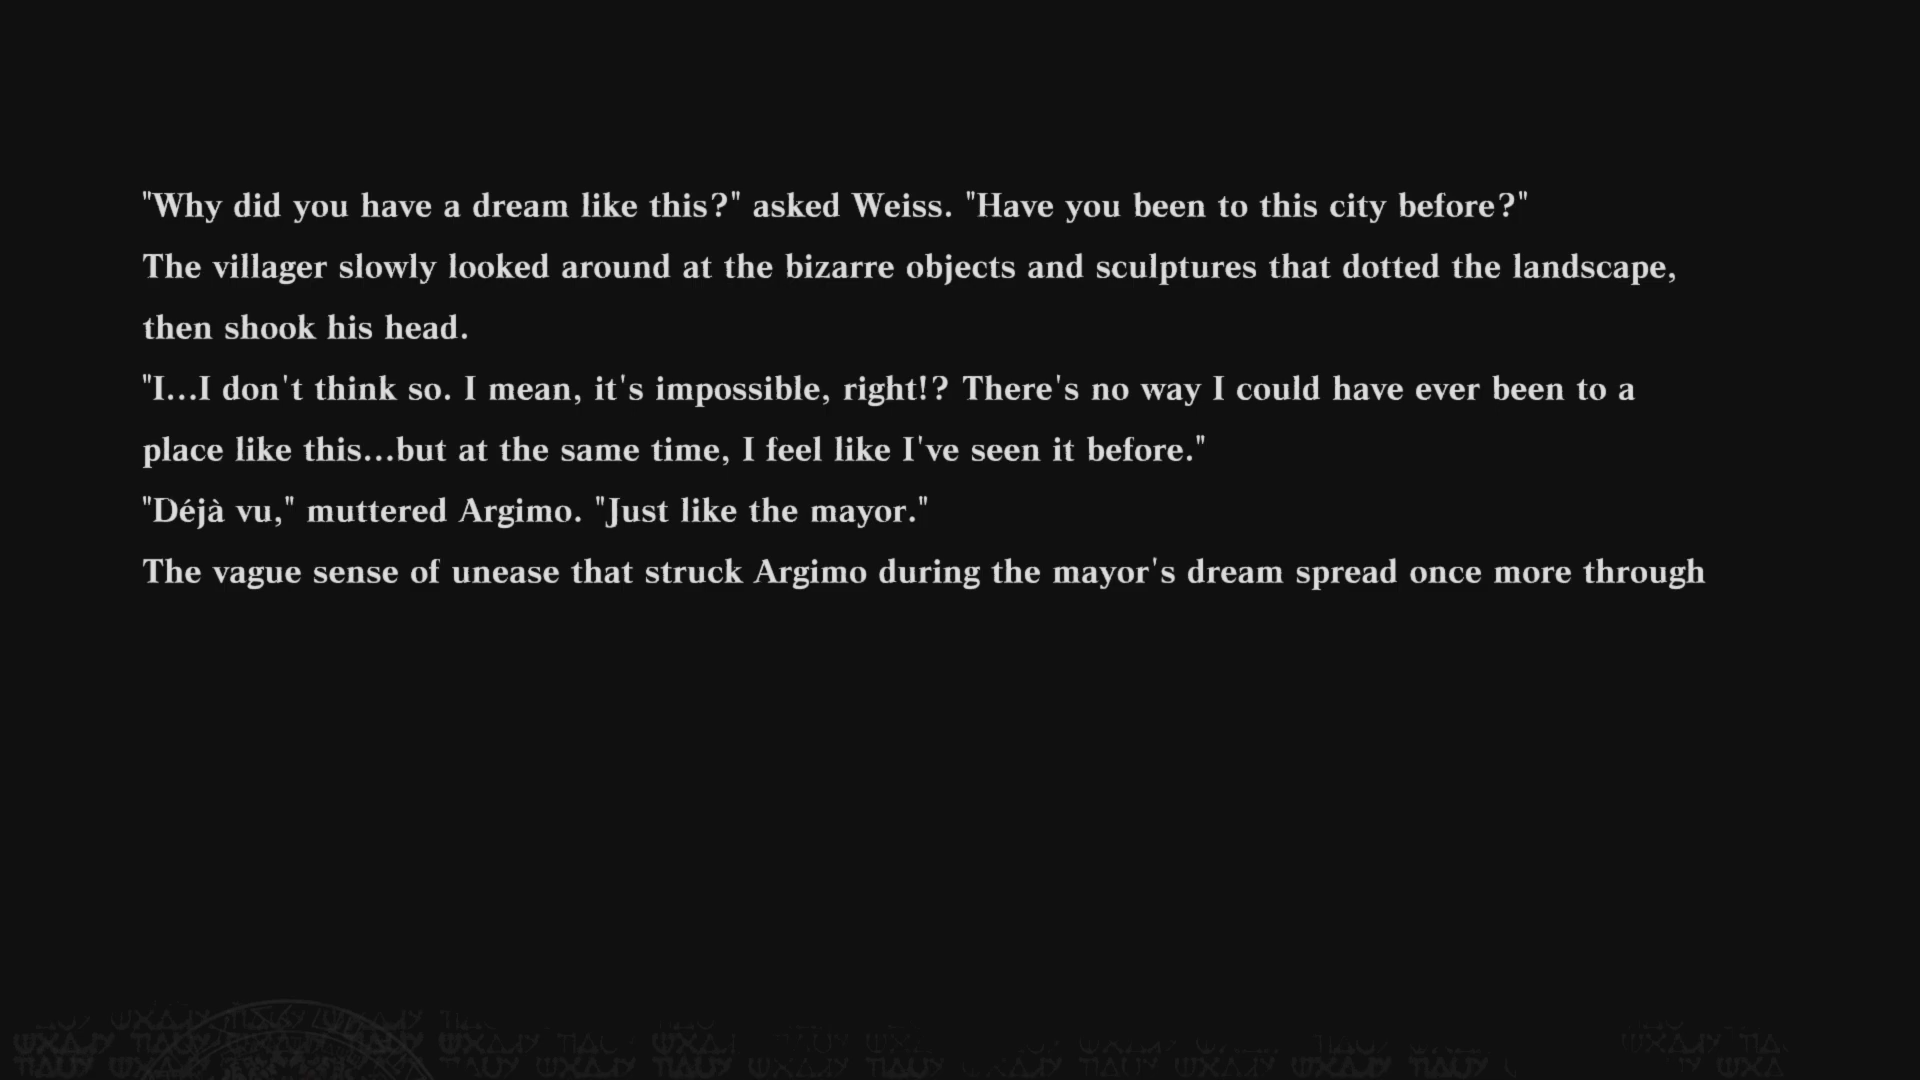 "Why did you have a dream like this?" asked Weiss. "Have you been to this city before?"
The villager slowly looked around at the bizarre objects and sculptures that dotted the landscape,
then shook his head.
"I...I don't think so. I mean, it's impossible, right!? There's no way I could have ever been to a
place like this...but at the same time, I feel like I've seen it before."
"Déjà vu," muttered Argimo. "Just like the mayor."
The vague sense of unease that struck Argimo during the mayor's dream spread once more through